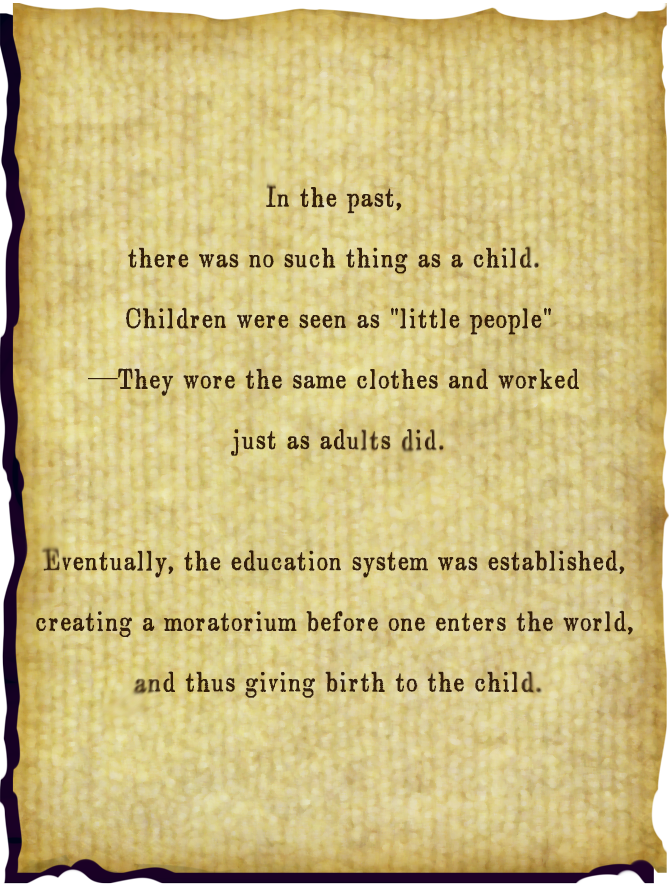 In the past,
there was no such thing as a child.
Children were seen as "little people"
—They wore the same clothes and worked
just as adults did.
Eventually, the education system was established,
creating a moratorium before one enters the world,
and thus giving birth to the child.